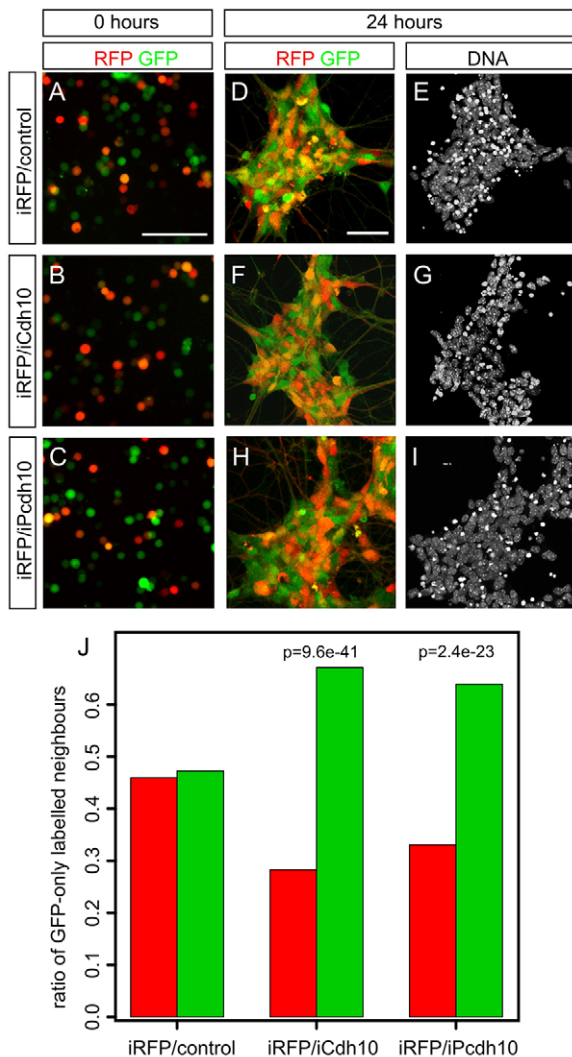 0 hours
24 hours
RFP GFP
RFP GFP
DNA
iRFP/control
A
D
E
iRFP/iCdh10
B
F
G
iRFP/iPcdh10
C
H
I
J
p=9.6e-41
p=2.4e-23
ratio of GFP-only labelled neighbours
0.6
0.5
0.4
0.3
0.2
0.1
0.0
iRFP/control
iRFP/iCdh10
iRFP/iPcdh10